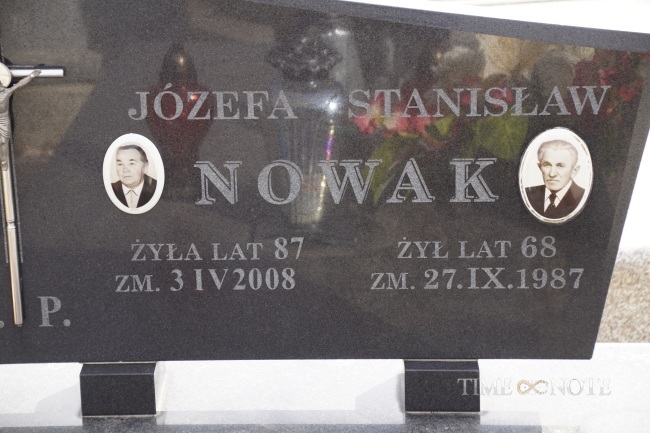 JÓZEFA STANISŁAW
NOWAK
ŻYŁA LAT 87 ŻYŁ LAT 68
ZM. 3 IV 2008 ZM. 27.IX.1987
. P.
TIME NOTE